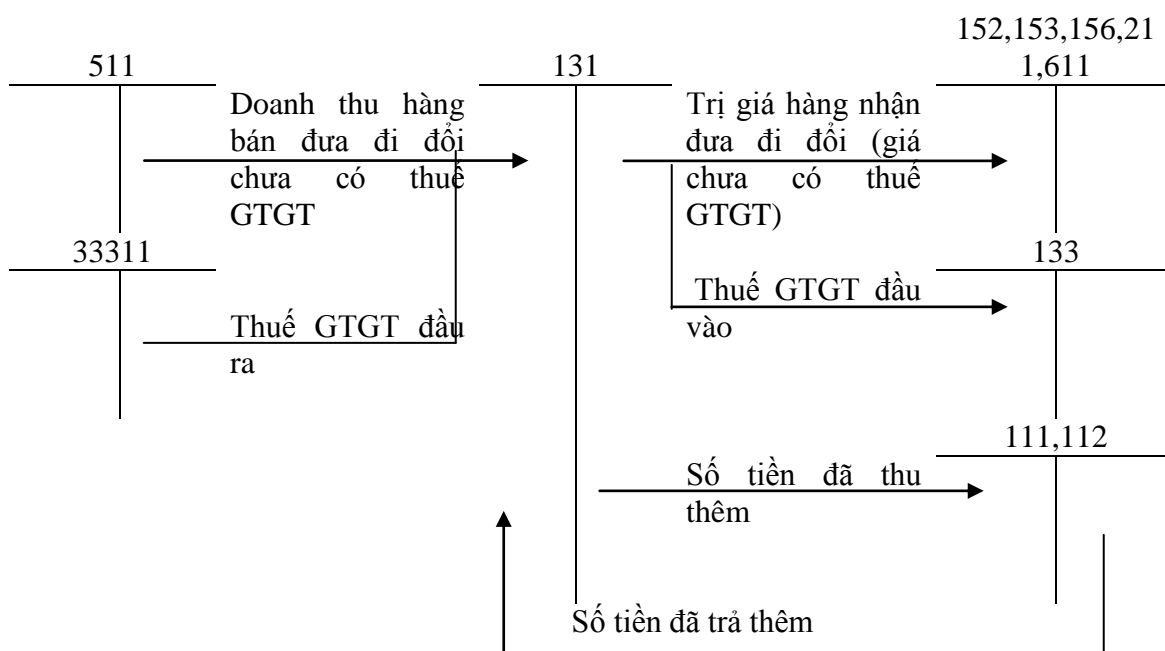 511
Doanh thu hàng
bán đưa đi đổi
chưa có thuế
GTGT
33311
Thuế GTGT đầu
ra
131
Trị giá hàng nhận
đưa đi đổi (giá
chưa có thuế
GTGT)
Thuế GTGT đầu
vào
Số tiền đã thu
thêm
152,153,156,21
1,611
133
111,112
Số tiền đã trả thêm